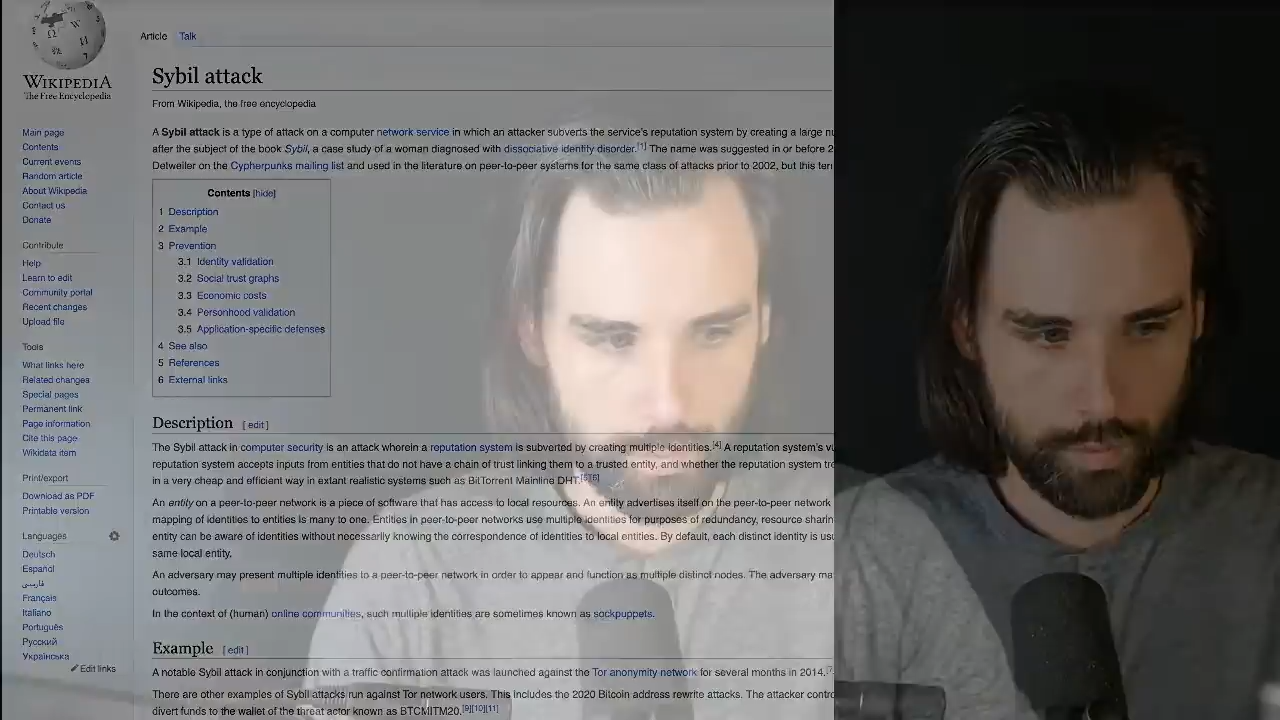 WIKIPEDIA
The Free Encyclopedia
Main page
Contents
Current events
Random article
About Wikipedia
Contact us
Donate
Contribute
Help
Learn to edit
Community portal
Recent changes
Upload file
Tools
What links here
Related changes
Special pages
Permanent link
Page information
Cite this page
Wikidata item
Print/export
Download as PDF
Printable version
Languages
Deutsch
Español
فارسی
Français
Italiano
Português
Русский
Українська
Edit links
Article Talk
Sybil attack
From Wikipedia, the free encyclopedia
A Sybil attack is a type of attack on a computer network service in which an attacker subverts the service's reputation system by creating a large
after the subject of the book Sybil, a case study of a woman diagnosed with dissociative identity disorder.[1] The name was suggested in or before 2
Detweiler on the Cypherpunks mailing list and used in the literature on peer-to-peer systems for the same class of attacks prior to 2002, but this
Contents [hide]
1 Description
2 Example
3 Prevention
3.1 Identity validation
3.2 Social trust graphs
3.3 Economic costs
3.4 Personhood validation
3.5 Application-specific defenses
4 See also
5 References
6 External links
Description [ edit ]
The Sybil attack in computer security is an attack wherein a reputation system is subverted by creating multiple identities.[4] A reputation system's
reputation system accepts inputs from entities that do not have a chain of trust linking them to a trusted entity, and whether the reputation system
in a very cheap and efficient way in extant realistic systems such as BitTorrent Mainline DHT.[5][6]
An entity on a peer-to-peer network is a piece of software that has access to local resources. An entity advertises itself on the peer-to-peer network
mapping of identities to entities is many to one. Entities in peer-to-peer networks use multiple identities for purposes of redundancy, resource
entity can be aware of identities without necessarily knowing the correspondence of identities to local entities. By default, each distinct identity is
same local entity.
An adversary may present multiple identities to a peer-to-peer network in order to appear and function as multiple distinct nodes. The adversary
outcomes.
In the context of (human) online communities, such multiple identities are sometimes known as sockpuppets.
Example [ edit ]
A notable Sybil attack in conjunction with a traffic confirmation attack was launched against the Tor anonymity network for several months in 2014.
There are other examples of Sybil attacks run against Tor network users. This includes the 2020 Bitcoin address rewrite attacks. The attacker
divert funds to the wallet of the threat actor known as BTCMITM20.[9][10][11]